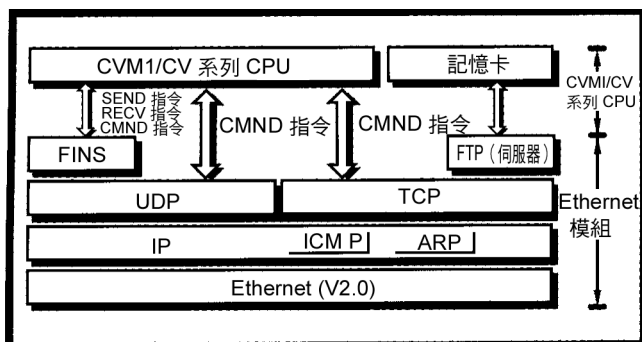 CVM1/CV 系列 CPU
記憶卡
CVMI/CV
系列 CPU
SEND 指令
RECV 指令
CMND 指令
CMND 指令
CMND 指令
FINS
FTP (伺服器)
UDP
TCP
Ethernet
模組
IP
ICM P
ARP
Ethernet (V2.0)